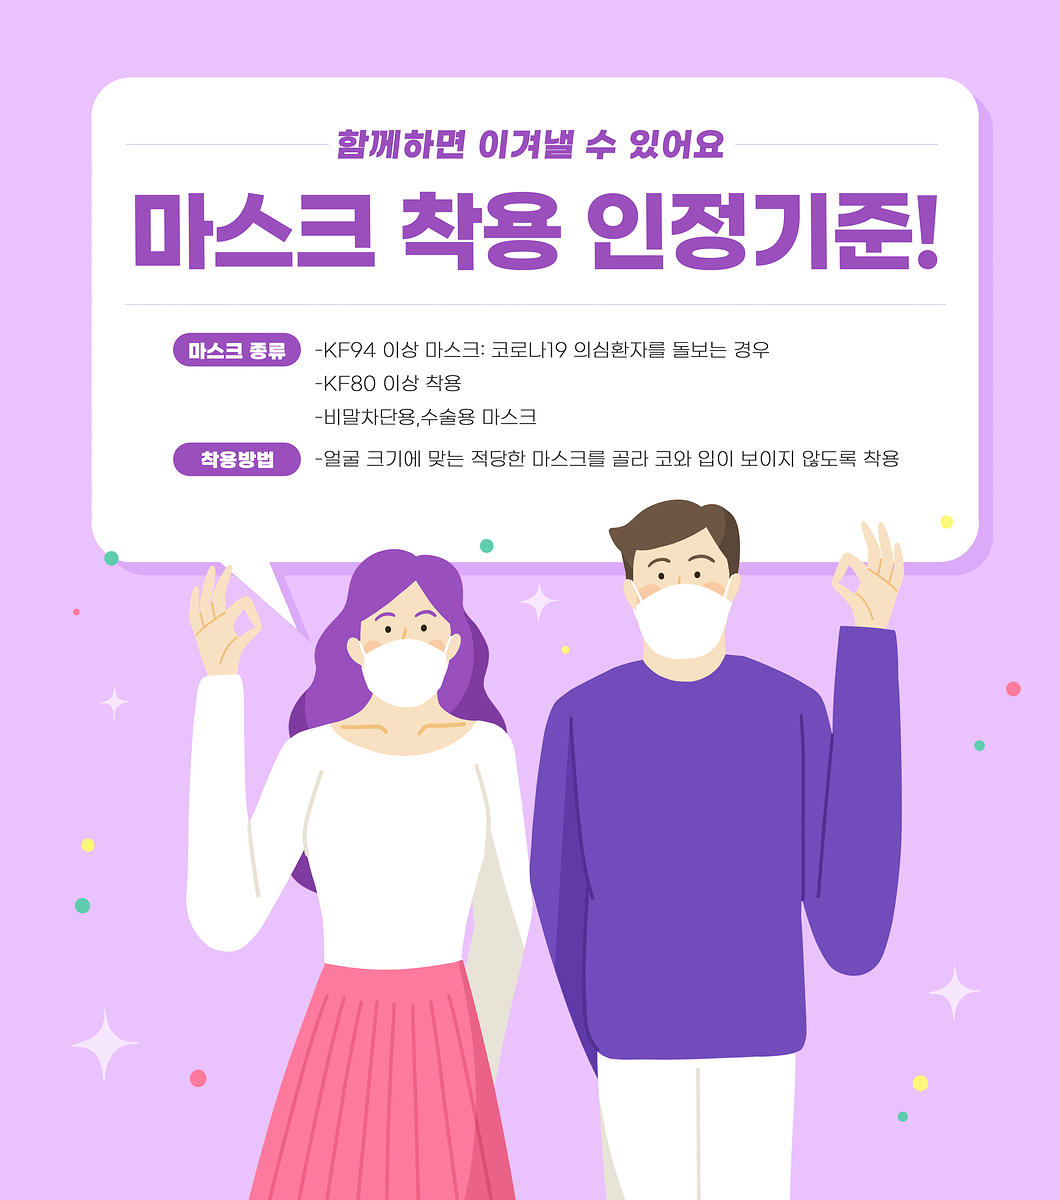 함께하면 이겨낼 수 있어요
마스크 착용 인정기준!
마스크 종류 -KF94 이상 마스크: 코로나19 의심환자를 돌보는 경우
-KF80 이상 착용
-비말차단용,수술용 마스크
착용방법 -얼굴 크기에 맞는 적당한 마스크를 골라 코와 입이 보이지 않도록 착용